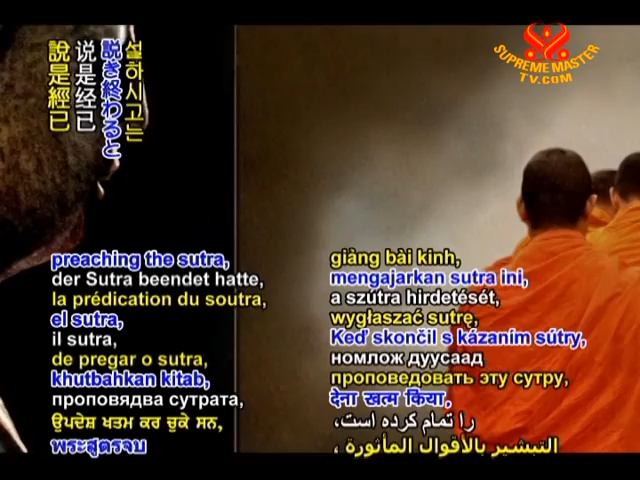 설하시고는
説き終わると
说是经已
說是經已
SUPREME MASTER
TV.COM
preaching the sutra,
der Sutra beendet hatte,
la prédication du soutra,
el sutra,
il sutra,
de pregar o sutra,
khutbahkan kitab,
проповядва сутрата,
ਉਪਦੇਸ਼ ਖਤਮ ਕਰ ਚੁਕੇ ਸਨ,
พระสูตรจบ
giảng bài kinh,
mengajarkan sutra ini,
a szútra hirdetését,
wygłaszać sutrę,
Keď skončil s kázaním sútry,
номлож дуусаад
проповедовать эту сутру,
देना खत्म किया,
را تمام کرده است،
التبشير بالأقوال المأثورة ،